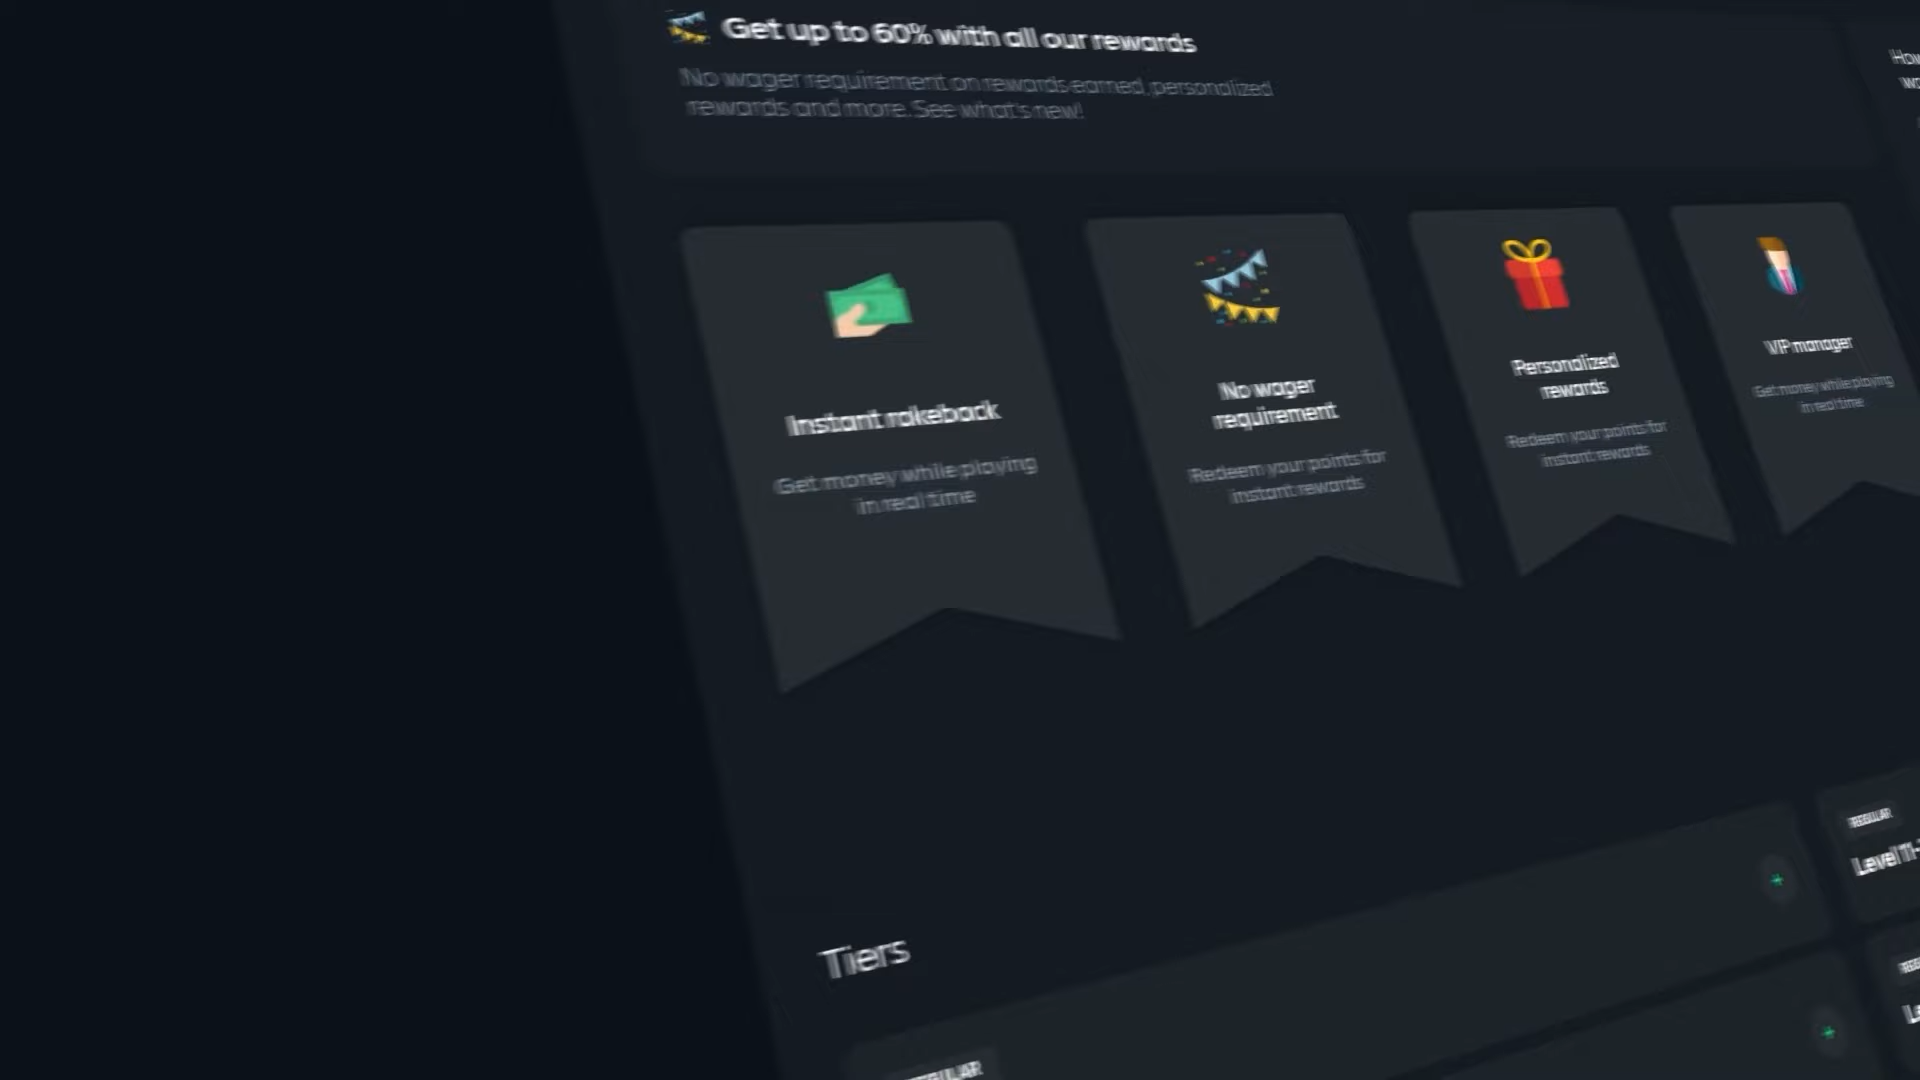 Get up to 60% with all our rewards
No wager requirement on rewards earned, personalized
rewards and more. See what's new!
Instant rakeback
Get money while playing
in real time
No wager
requirement
Redeem your points for
instant rewards
Personalized
rewards
Redeem your points for
instant rewards
VIP manager
Get money while playing
in real time
Tiers
REGULAR
Level 11-